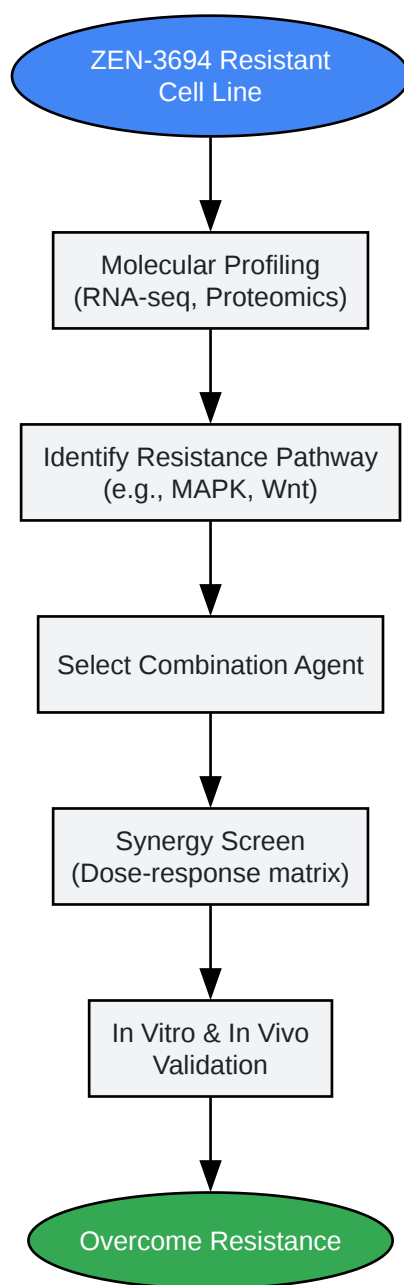 ZEN-3694 Resistant
Cell Line
Molecular Profiling
(RNA-seq, Proteomics)
Identify Resistance Pathway
(e.g., MAPK, Wnt)
Select Combination Agent
Synergy Screen
(Dose-response matrix)
In Vitro & In Vivo
Validation
Overcome Resistance